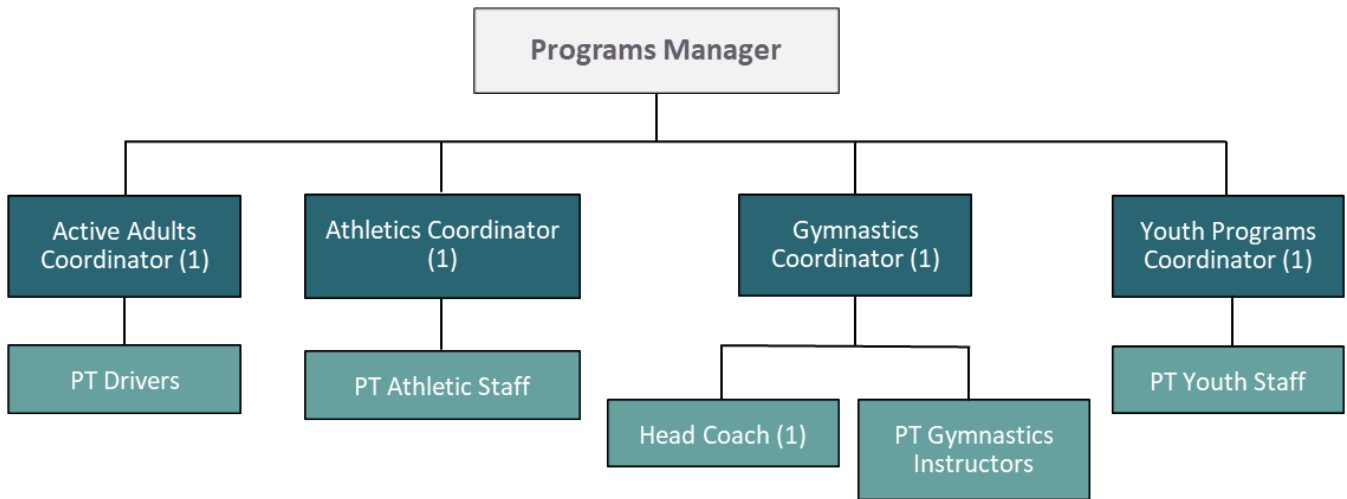 Programs Manager
Active Adults
Coordinator (1)
Athletics Coordinator
(1)
Gymnastics
Coordinator (1)
Youth Programs
Coordinator (1)
PT Drivers
PT Athletic Staff
PT Youth Staff
Head Coach (1)
PT Gymnastics
Instructors